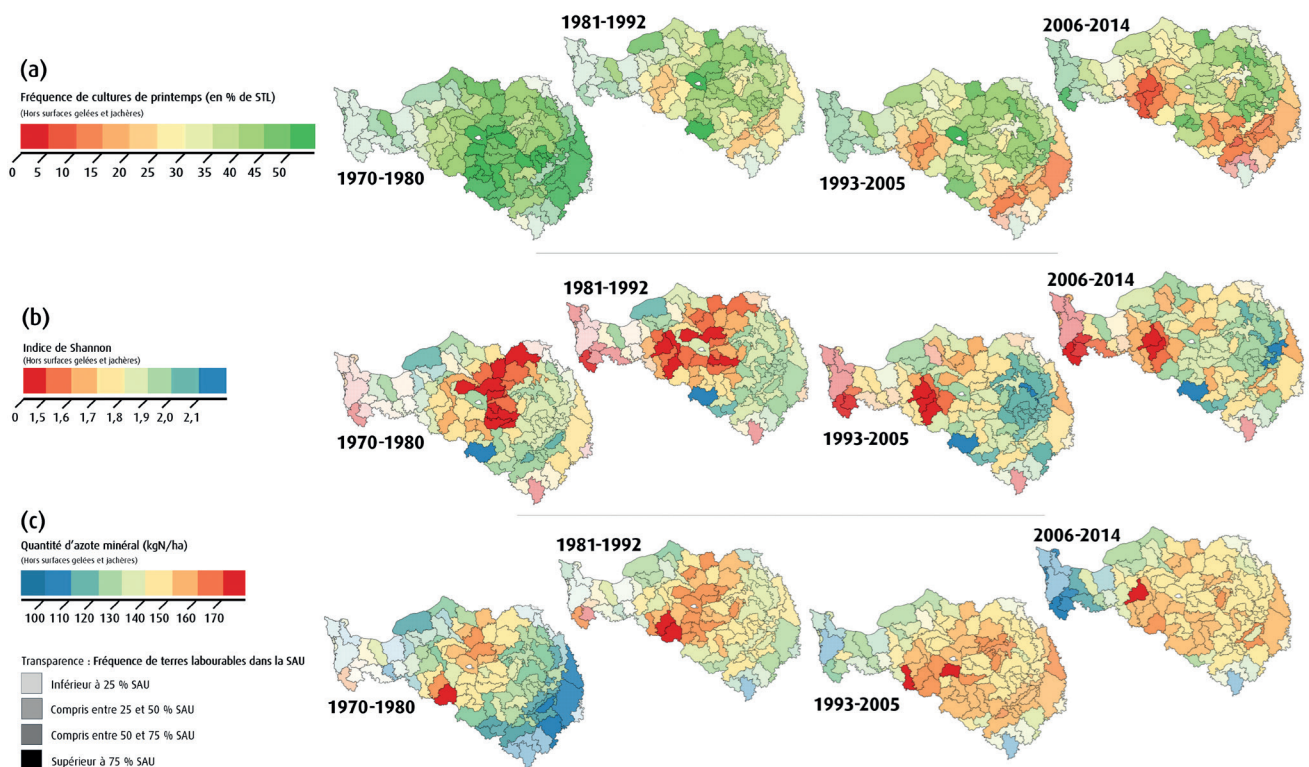 (a)
Fréquence de cultures de printemps (en % de STL)
(Hors surfaces gelées et jachères)
0 5 10 15 20 25 30 35 40 45 50
1970-1980
1981-1992
1993-2005
2006-2014
(b)
Indice de Shannon
(Hors surfaces gelées et jachères)
0 1,5 1,6 1,7 1,8 1,9 2,0 2,1
1970-1980
1981-1992
1993-2005
2006-2014
(c)
Quantité d'azote minéral (kgN/ha)
(Hors surfaces gelées et jachères)
100 110 120 130 140 150 160 170
1970-1980
1981-1992
1993-2005
2006-2014
Transparence : Fréquence de terres labourables dans la SAU
Inférieur à 25 % SAU
Compris entre 25 et 50 % SAU
Compris entre 50 et 75 % SAU
Supérieur à 75 % SAU